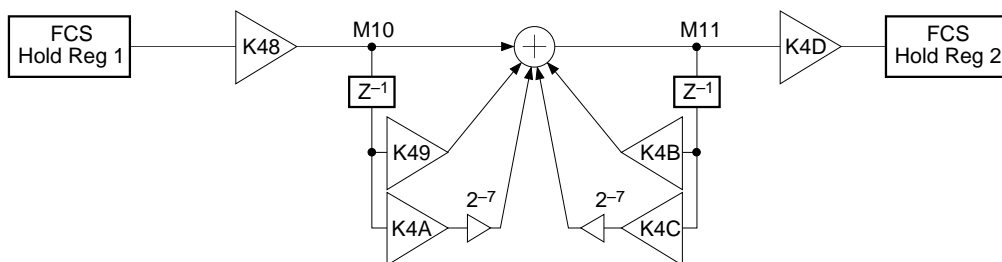 FCS
Hold Reg 1
K48
M10
+
M11
K4D
FCS
Hold Reg 2
Z–1
Z–1
K49
K4B
K4A
2–7
2–7
K4C